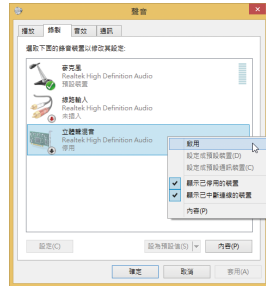 聲音
播放 錄製 音效 通訊
選取下面的錄音裝置以修改其設定:
麥克風
Realtek High Definition Audio
預設裝置
線路輸入
Realtek High Definition Audio
未插入
立體聲混音
Realtek High Definition Audio
停用
啟用
設定成預設裝置(D)
設定成預設通訊裝置(C)
顯示已停用的裝置
顯示已中斷連線的裝置
內容(P)
設定(C) 設為預設值(S) 內容(P)
確定 取消 套用(A)